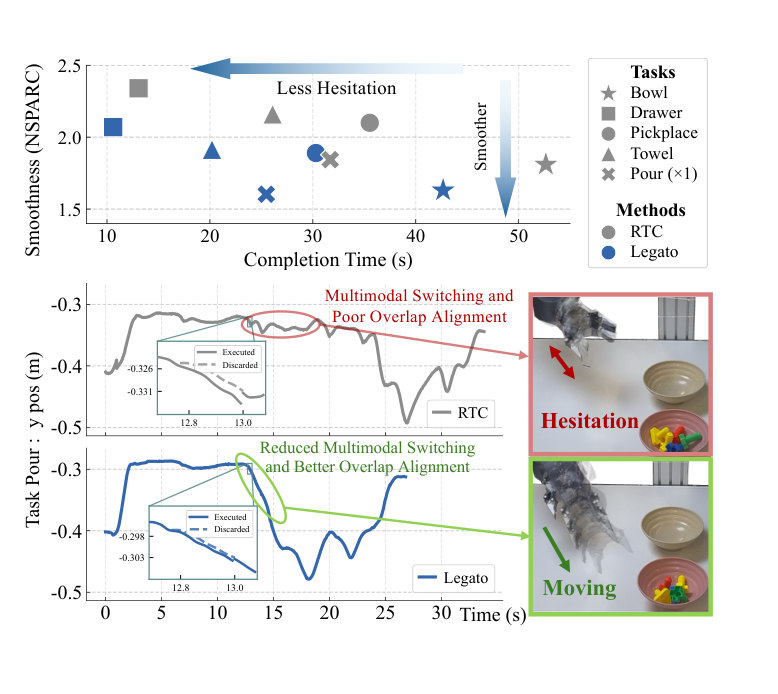 Smoothness (NSPARC)
2.5
2.0
1.5
Less Hesitation
Smoother
10
20
30
40
50
Completion Time (s)
Tasks
Bowl
Drawer
Pickplace
Towel
Pour (×1)
Methods
RTC
Legato
Task Pour : y pos (m)
-0.3
-0.4
-0.5
Multimodal Switching and
Poor Overlap Alignment
Executed
Discarded
-0.326
-0.331
12.8
13.0
RTC
Hesitation
-0.3
-0.4
-0.5
Reduced Multimodal Switching
and Better Overlap Alignment
Executed
Discarded
-0.298
-0.303
12.8
13.0
Legato
Moving
0
5
10
15
20
25
30
Time (s)